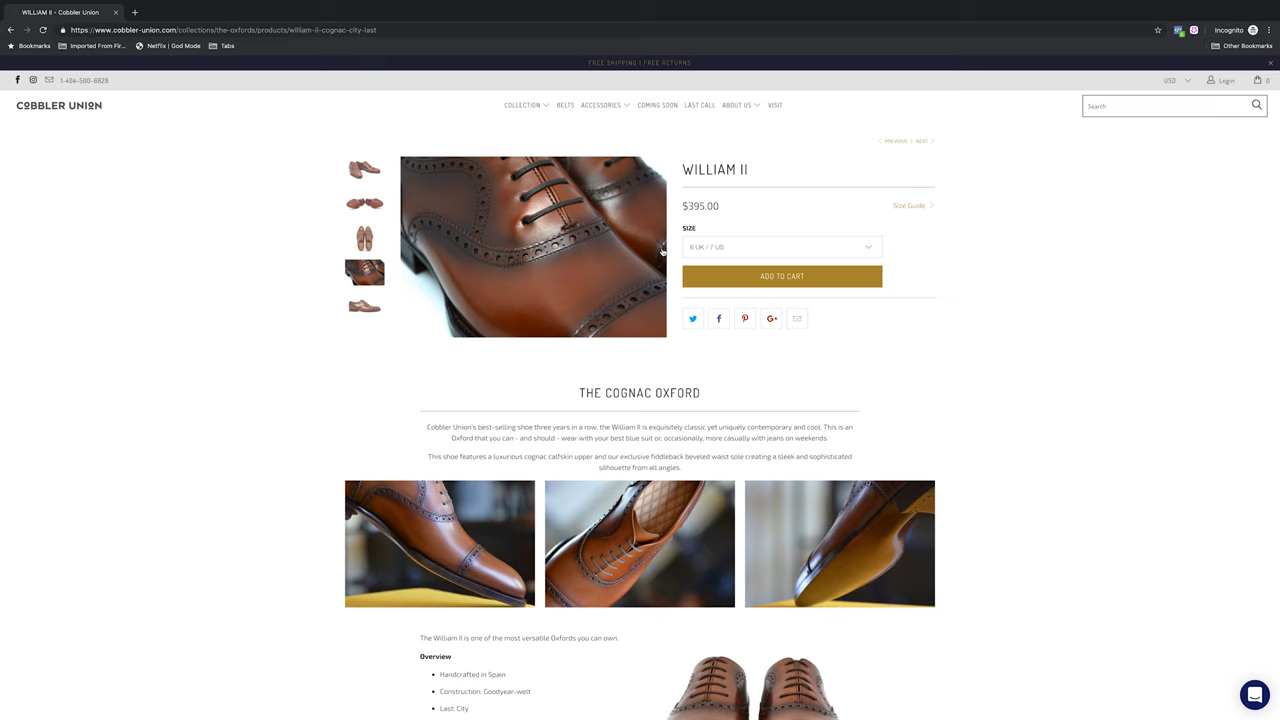 WILLIAM II - Cobbler Union
https://www.cobbler-union.com/collections/the-oxfords/products/william-ii-cognac-city-last
Incognito
Bookmarks
Imported From Fir...
Netflix | God Mode
Tabs
Other Bookmarks
FREE SHIPPING | FREE RETURNS
1-404-500-6828
USD
Login
0
COBBLER UNION
COLLECTION
BELTS
ACCESSORIES
COMING SOON
LAST CALL
ABOUT US
VISIT
Search
PREVIOUS | NEXT
WILLIAM II
$395.00
Size Guide
SIZE
6 UK / 7 US
ADD TO CART
THE COGNAC OXFORD
Cobbler Union's best-selling shoe three years in a row, the William II is exquisitely classic yet uniquely contemporary and cool. This is an
Oxford that you can - and should - wear with your best blue suit or, occasionally, more casually with jeans on weekends.
This shoe features a luxurious cognac calfskin upper and our exclusive fiddleback beveled waist sole creating a sleek and sophisticated
silhouette from all angles.
The William II is one of the most versatile Oxfords you can own.
Overview
Handcrafted in Spain
Construction: Goodyear-welt
Last: City